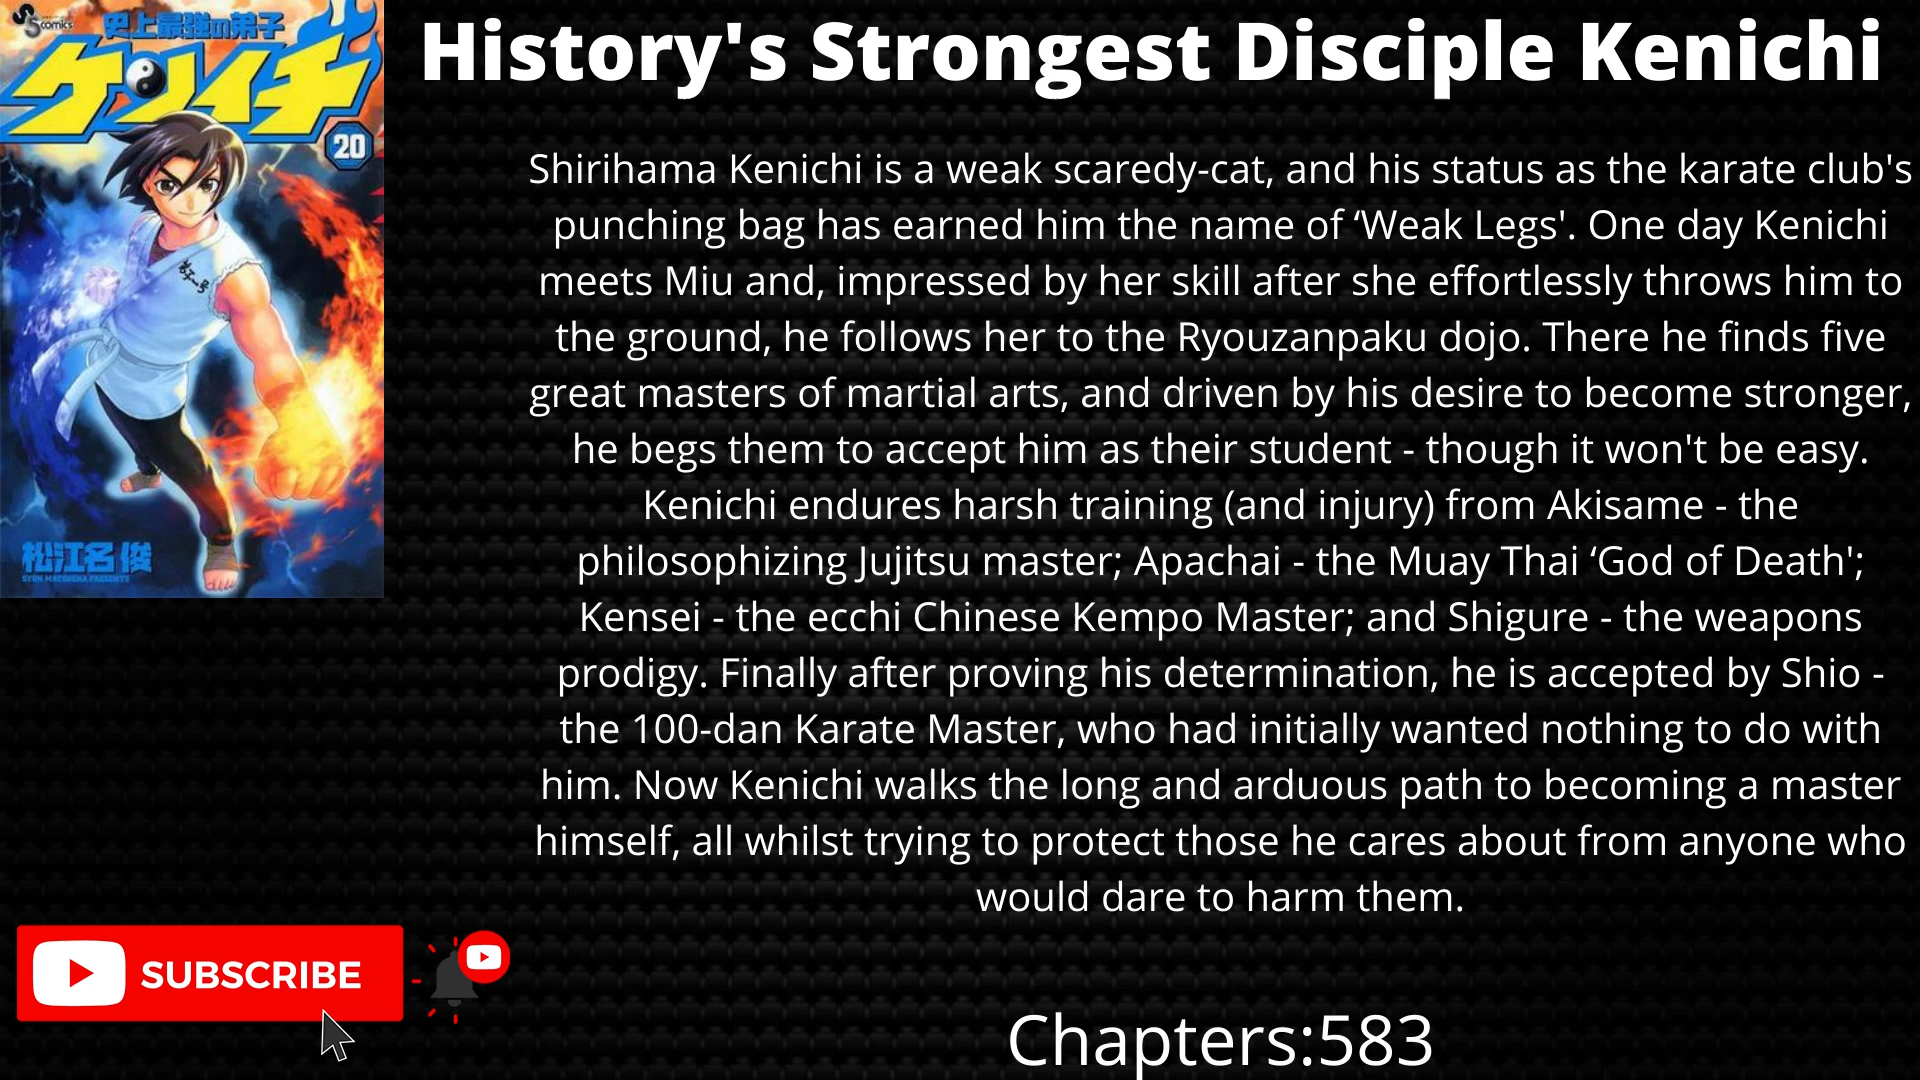 S comics
史上最強の弟子
ケンイチ
20
弟子一号
松江名 俊
SYUN MATSUENA PRESENTS
History's Strongest Disciple Kenichi
Shirihama Kenichi is a weak scaredy-cat, and his status as the karate club's
punching bag has earned him the name of ‘Weak Legs'. One day Kenichi
meets Miu and, impressed by her skill after she effortlessly throws him to
the ground, he follows her to the Ryouzanpaku dojo. There he finds five
great masters of martial arts, and driven by his desire to become stronger,
he begs them to accept him as their student - though it won't be easy.
Kenichi endures harsh training (and injury) from Akisame - the
philosophizing Jujitsu master; Apachai - the Muay Thai ‘God of Death';
Kensei - the ecchi Chinese Kempo Master; and Shigure - the weapons
prodigy. Finally after proving his determination, he is accepted by Shio -
the 100-dan Karate Master, who had initially wanted nothing to do with
him. Now Kenichi walks the long and arduous path to becoming a master
himself, all whilst trying to protect those he cares about from anyone who
would dare to harm them.
SUBSCRIBE
Chapters:583